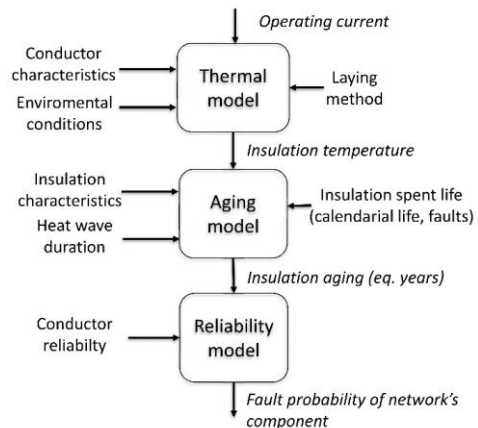 Operating current
Conductor
characteristics
Enviromental
conditions
Thermal
model
Laying
method
Insulation temperature
Insulation
characteristics
Heat wave
duration
Aging
model
Insulation spent life
(calendarial life, faults)
Insulation aging (eq. years)
Conductor
reliabilty
Reliability
model
Fault probability of network's
component